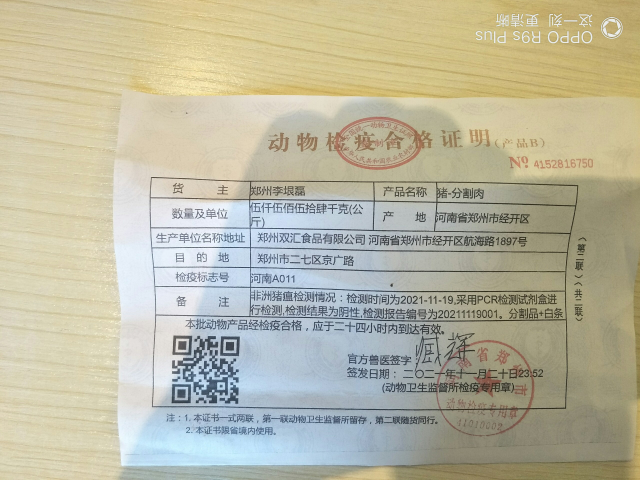 OPPO R9s Plus
这一刻 更清晰
动物检疫合格证明(产品B)
№ 4152816750
货 主 郑州李垠磊 产品名称 猪-分割肉
数量及单位 伍仟伍佰伍拾肆千克(公斤) 产 地 河南省郑州市经开区
生产单位名称地址 郑州双汇食品有限公司 河南省郑州市经开区航海路1897号
目 的 地 郑州市二七区京广路
检疫标志号 河南A011
备 注 非洲猪瘟检测情况：检测时间为2021-11-19,采用PCR检测试剂盒进
行检测,检测结果为阴性,检测报告编号为20211119001。分割品+白条
本批动物产品经检疫合格，应于二十四小时内到达有效。
官方兽医签字：
签发日期：二〇二一年十一月二十日23:52
(动物卫生监督所检疫专用章)
注：1. 本证书一式两联，第一联动物卫生监督所留存，第二联随货同行。
2. 本证书限省内使用。
《第二联》（共二联）
动物检疫专用章